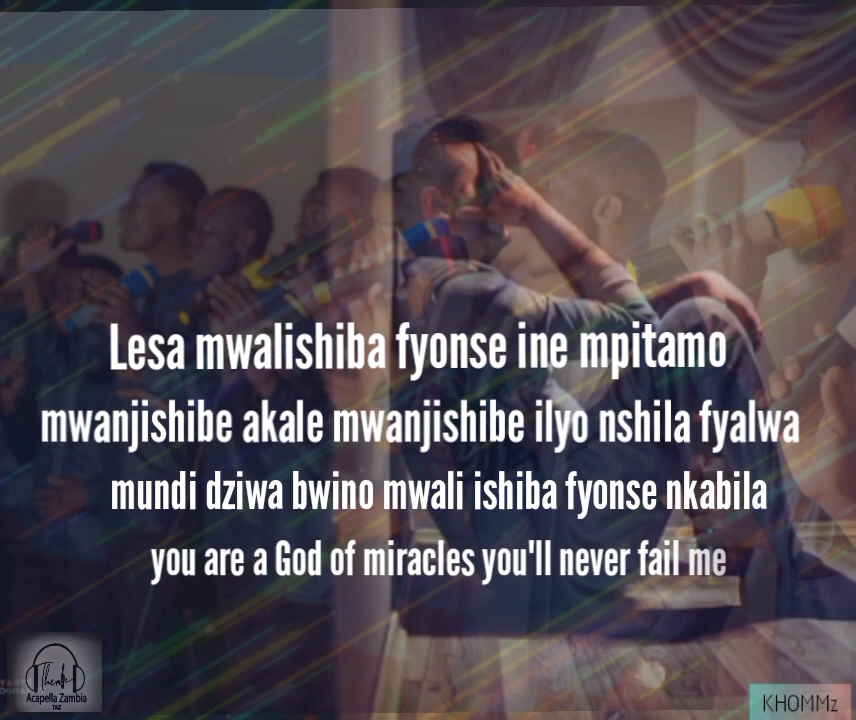 Lesa mwalishiba fyonse ine mpitamo
mwanjishibe akale mwanjishibe ilyo nshila fyalwa
mundi dziwa bwino mwali ishiba fyonse nkabila
you are a God of miracles you'll never fail me
Acapella Zambia
KHOMMz